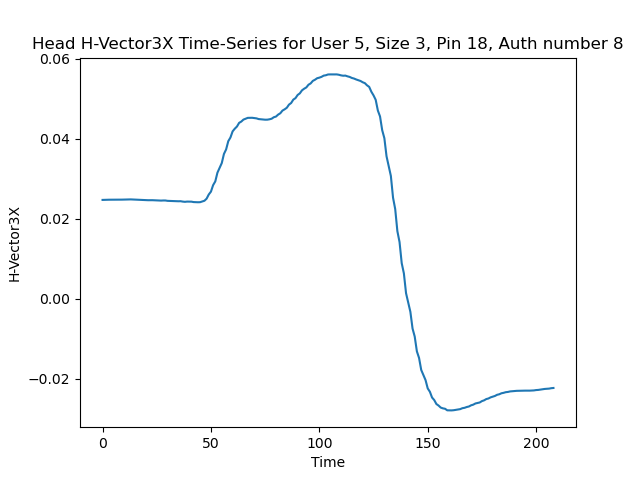 Head H-Vector3X Time-Series for User 5, Size 3, Pin 18, Auth number 8
0.06
0.04
0.02
0.00
−0.02
H-Vector3X
0 50 100 150 200
Time